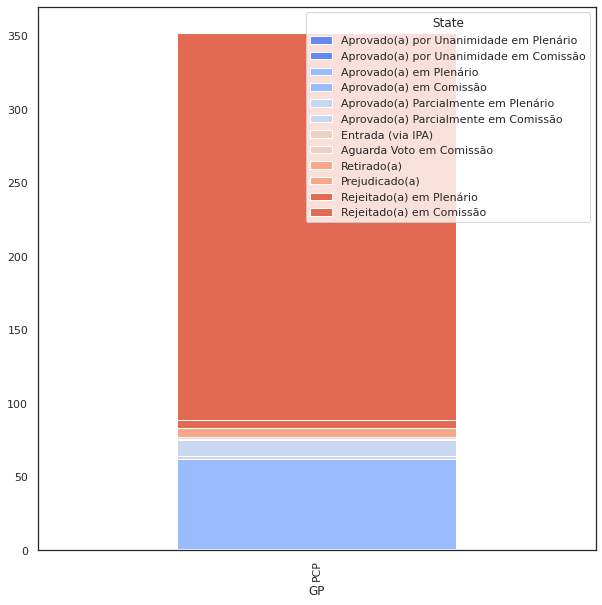 State
Aprovado(a) por Unanimidade em Plenário
Aprovado(a) por Unanimidade em Comissão
Aprovado(a) em Plenário
Aprovado(a) em Comissão
Aprovado(a) Parcialmente em Plenário
Aprovado(a) Parcialmente em Comissão
Entrada (via IPA)
Aguarda Voto em Comissão
Retirado(a)
Prejudicado(a)
Rejeitado(a) em Plenário
Rejeitado(a) em Comissão
350
300
250
200
150
100
50
0
PCP
GP